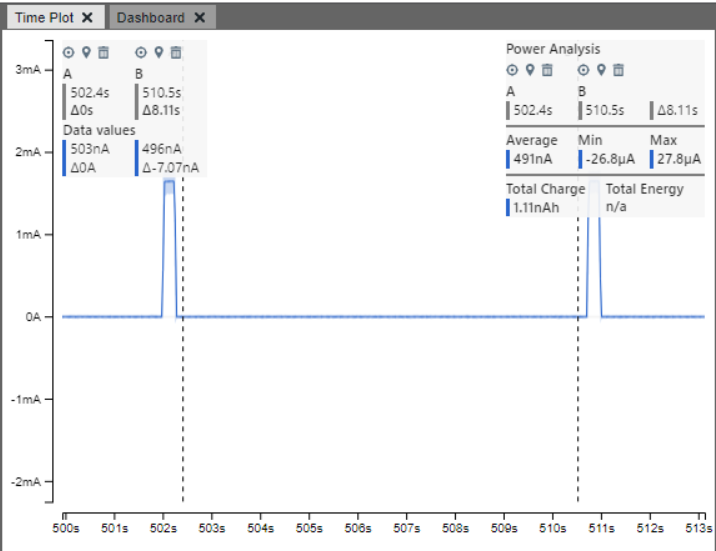 Time Plot X Dashboard X
A B
502.4s 510.5s
Δ0s Δ8.11s
Data values
503nA 496nA
Δ0A Δ-7.07nA
Power Analysis
A B
502.4s 510.5s Δ8.11s
Average Min Max
491nA -26.8µA 27.8µA
Total Charge Total Energy
1.11nAh n/a
3mA
2mA
1mA
0A
-1mA
-2mA
500s 501s 502s 503s 504s 505s 506s 507s 508s 509s 510s 511s 512s 513s